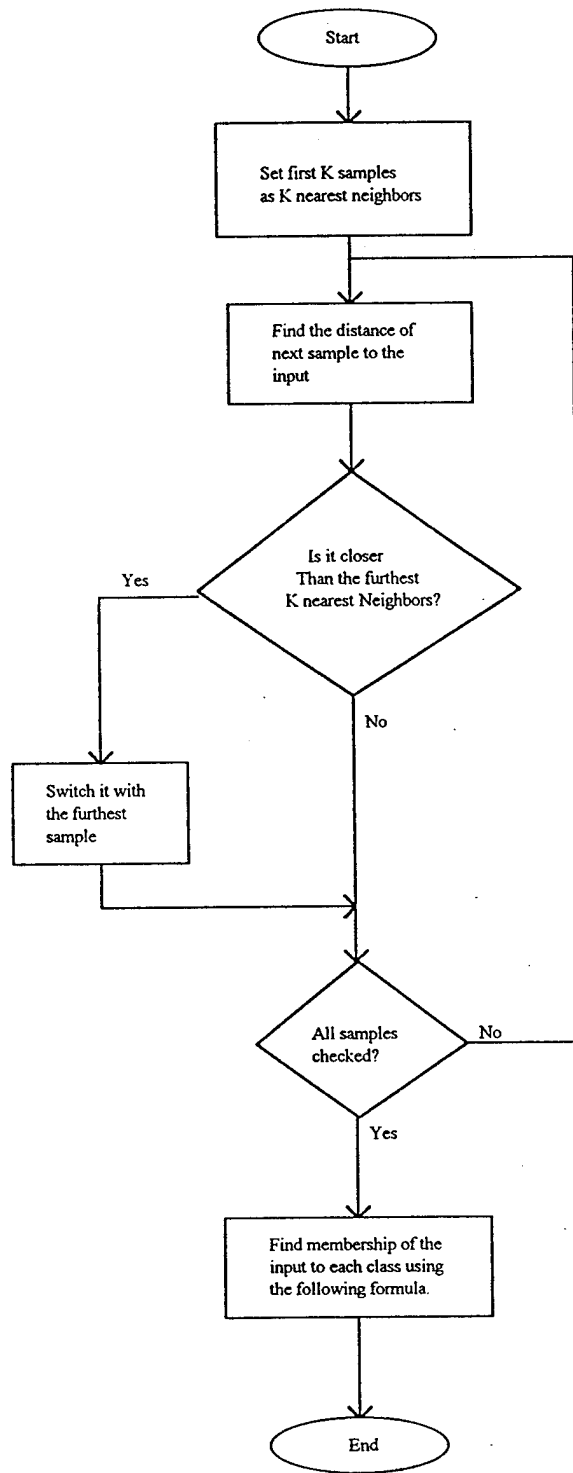 Start
Set first K samples
as K nearest neighbors
Find the distance of
next sample to the
input
Is it closer
Than the furthest
K nearest Neighbors?
Yes
No
Switch it with
the furthest
sample
All samples
checked?
No
Yes
Find membership of the
input to each class using
the following formula.
End